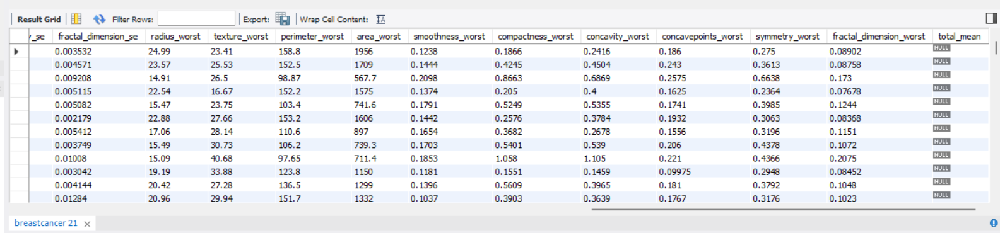 Result Grid Filter Rows: Export: Wrap Cell Content:
y_se fractal_dimension_se radius_worst texture_worst perimeter_worst area_worst smoothness_worst compactness_worst concavity_worst concavepoints_worst symmetry_worst fractal_dimension_worst total_mean
0.003532 24.99 23.41 158.8 1956 0.1238 0.1866 0.2416 0.186 0.275 0.08902 NULL
0.004571 23.57 25.53 152.5 1709 0.1444 0.4245 0.4504 0.243 0.3613 0.08758 NULL
0.009208 14.91 26.5 98.87 567.7 0.2098 0.8663 0.6869 0.2575 0.6638 0.173 NULL
0.005115 22.54 16.67 152.2 1575 0.1374 0.205 0.4 0.1625 0.2364 0.07678 NULL
0.005082 15.47 23.75 103.4 741.6 0.1791 0.5249 0.5355 0.1741 0.3985 0.1244 NULL
0.002179 22.88 27.66 153.2 1606 0.1442 0.2576 0.3784 0.1932 0.3063 0.08368 NULL
0.005412 17.06 28.14 110.6 897 0.1654 0.3682 0.2678 0.1556 0.3196 0.1151 NULL
0.003749 15.49 30.73 106.2 739.3 0.1703 0.5401 0.539 0.206 0.4378 0.1072 NULL
0.01008 15.09 40.68 97.65 711.4 0.1853 1.058 1.105 0.221 0.4366 0.2075 NULL
0.003042 19.19 33.88 123.8 1150 0.1181 0.1551 0.1459 0.09975 0.2948 0.08452 NULL
0.004144 20.42 27.28 136.5 1299 0.1396 0.5609 0.3965 0.181 0.3792 0.1048 NULL
0.01284 20.96 29.94 151.7 1332 0.1037 0.3903 0.3639 0.1767 0.3176 0.1023 NULL
breastcancer 21